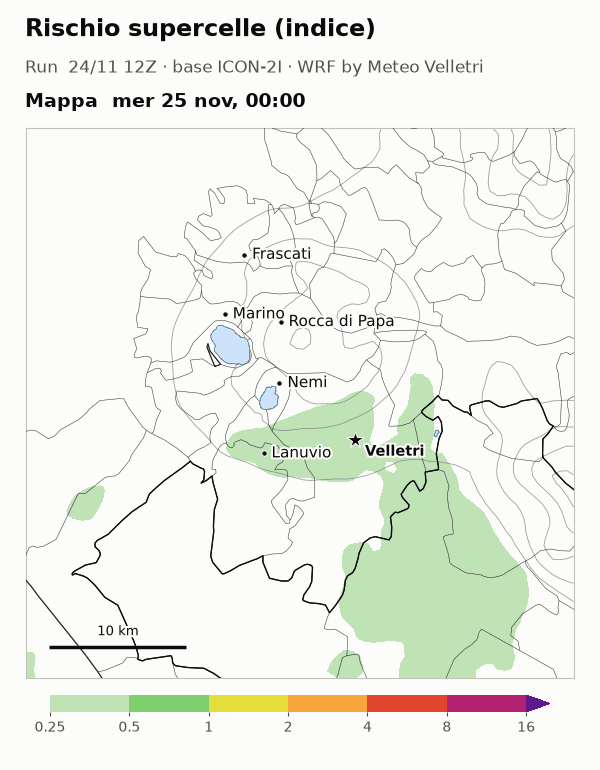 Rischio supercelle (indice)
Run 24/11 12Z · base ICON-2I · WRF by Meteo Velletri
Mappa mer 25 nov, 00:00
Frascati
Marino
Rocca di Papa
Nemi
Velletri
Lanuvio
10 km
0.25 0.5 1 2 4 8 16